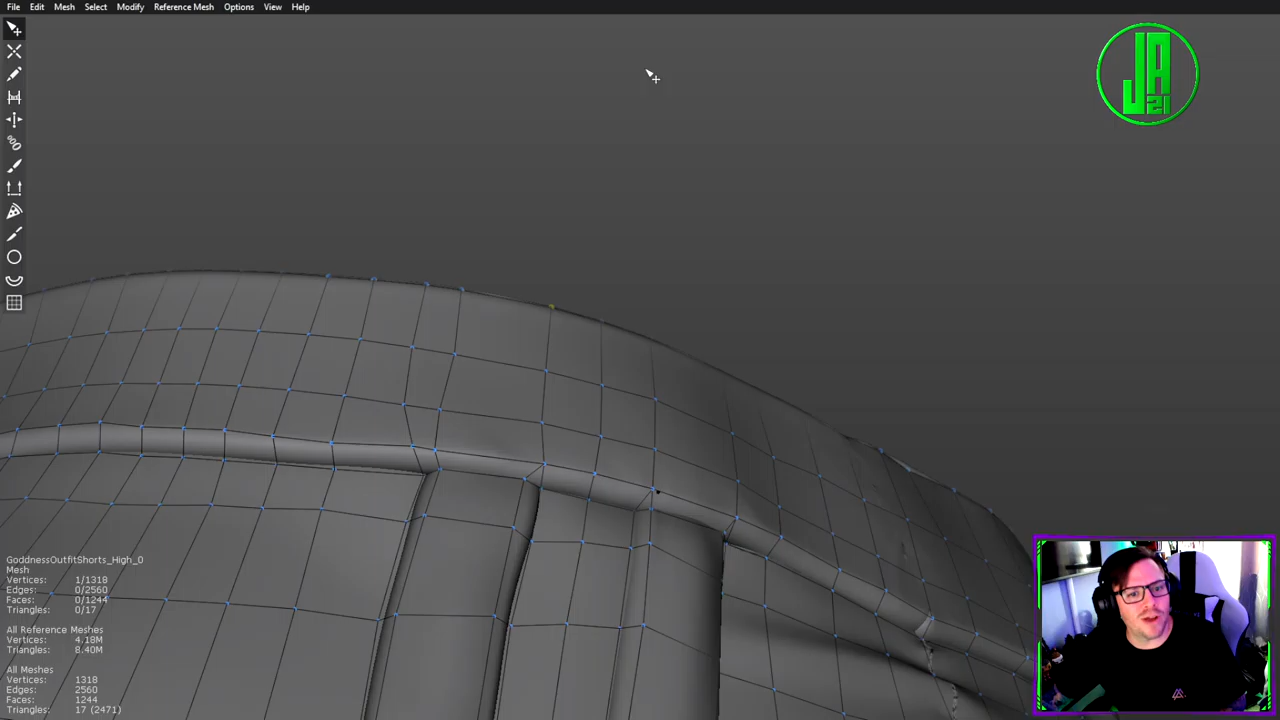 File Edit Mesh Select Modify Reference Mesh Options View Help
JA
21
GoddnessOutfitShorts_High_0
Mesh
Vertices: 1/1318
Edges: 0/2560
Faces: 0/1244
Triangles: 0/17
All Reference Meshes
Vertices: 4.18M
Triangles: 8.40M
All Meshes
Vertices: 1318
Edges: 2560
Faces: 1244
Triangles: 17 (2471)